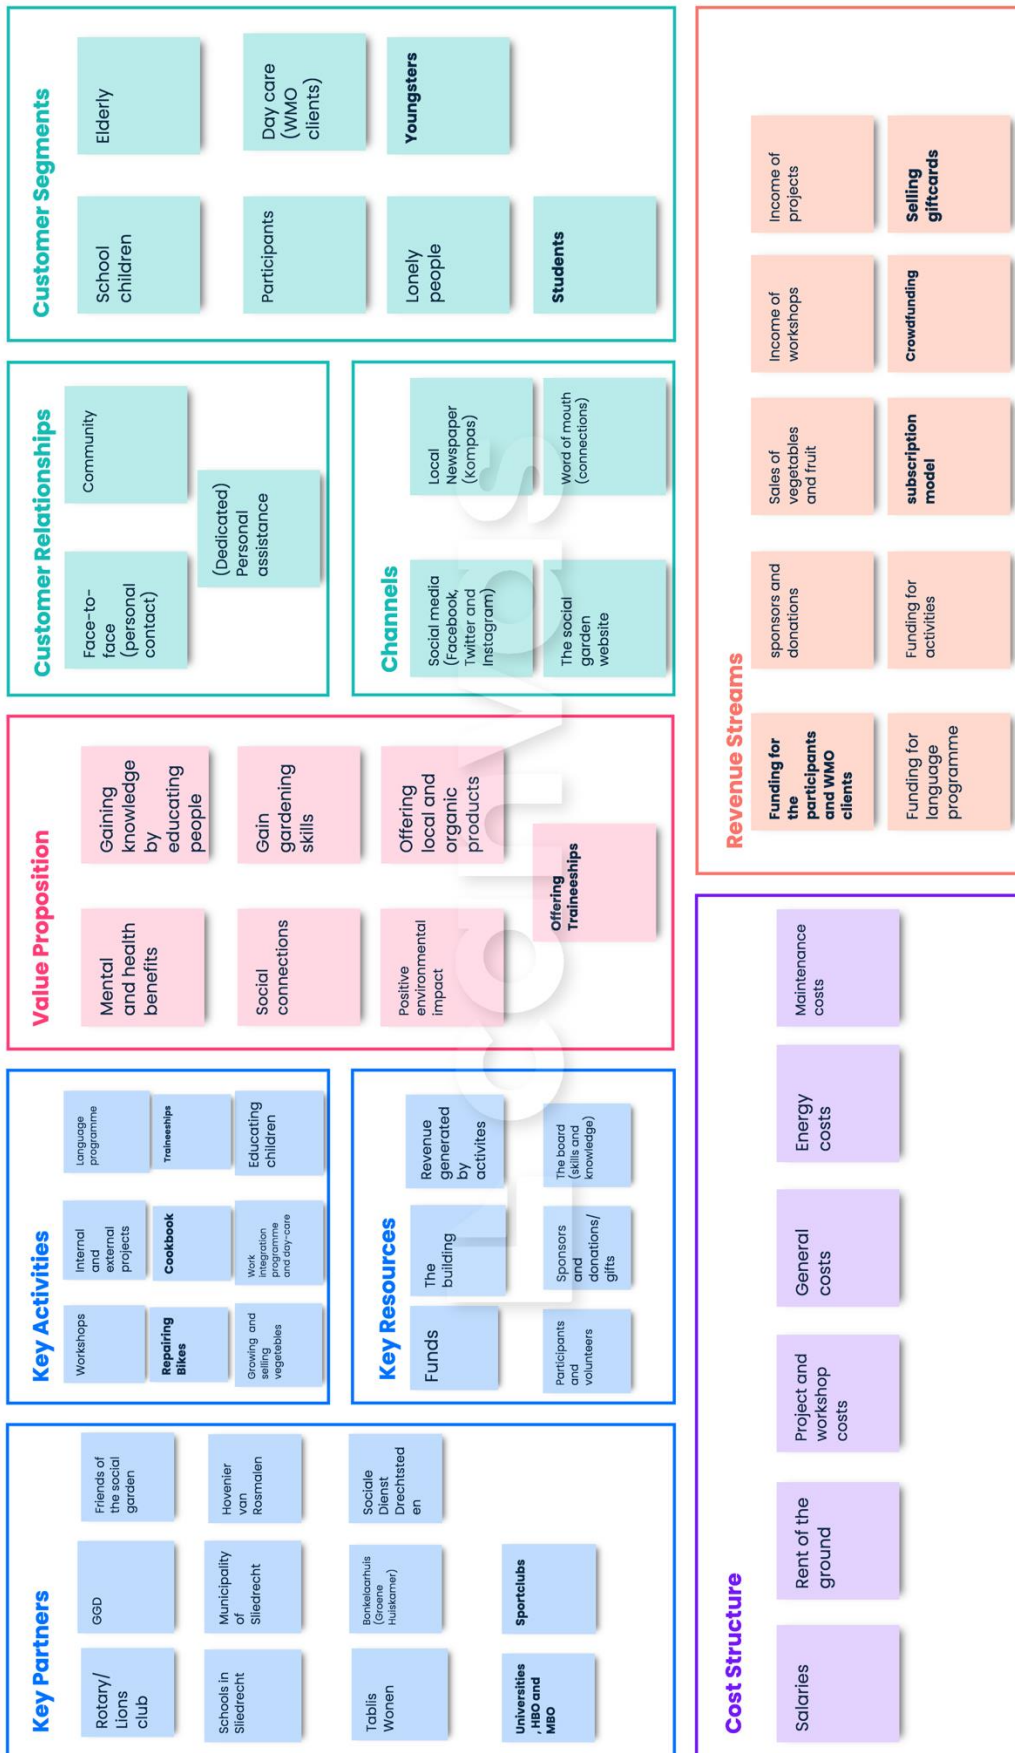 Key Partners
Rotary/
Lions
club
GGD
Friends of
the social
garden
Schools in
Sliedrecht
Municipality
of
Sliedrecht
Hovenier
van
Rosmalen
Tablis
Wonen
Bonkelaarhuis
(Groene
Huiskamer)
Sociale
Dienst
Drechtsted
en
Universities
, HBO and
MBO
Sportclubs
Key Activities
Workshops
Internal
and
external
projects
Language
programme
Repairing
Bikes
Cookbook
Traineeships
Growing and
selling
vegetebles
Work
integration
programme
and day-care
Educating
children
Key Resources
Funds
The
building
Revenue
generated
by
activites
Participants
and
volunteers
Sponsors
and
donations/
gifts
The board
(skills and
knowledge)
Value Proposition
Mental
and health
benefits
Gaining
knowledge
by
educating
people
Social
connections
Gain
gardening
skills
Positive
environmental
impact
Offering
local and
organic
products
Offering
Traineeships
Customer Relationships
Face-to-
face
(personal
contact)
Community
(Dedicated)
Personal
assistance
Channels
Social media
(Facebook,
Twitter and
Instagram)
Local
Newspaper
(Kompas)
The social
garden
website
Word of mouth
(connections)
Customer Segments
School
children
Elderly
Participants
Day care
(WMO
clients)
Lonely
people
Youngsters
Students
Cost Structure
Salaries
Rent of the
ground
Project and
workshop
costs
General
costs
Energy
costs
Maintenance
costs
Revenue Streams
Funding for
the
participants
and WMO
clients
sponsors and
donations
Sales of
vegetables
and fruit
Income of
workshops
Income of
projects
Funding for
language
programme
Funding for
activities
subscription
model
Crowdfunding
Selling
giftcards